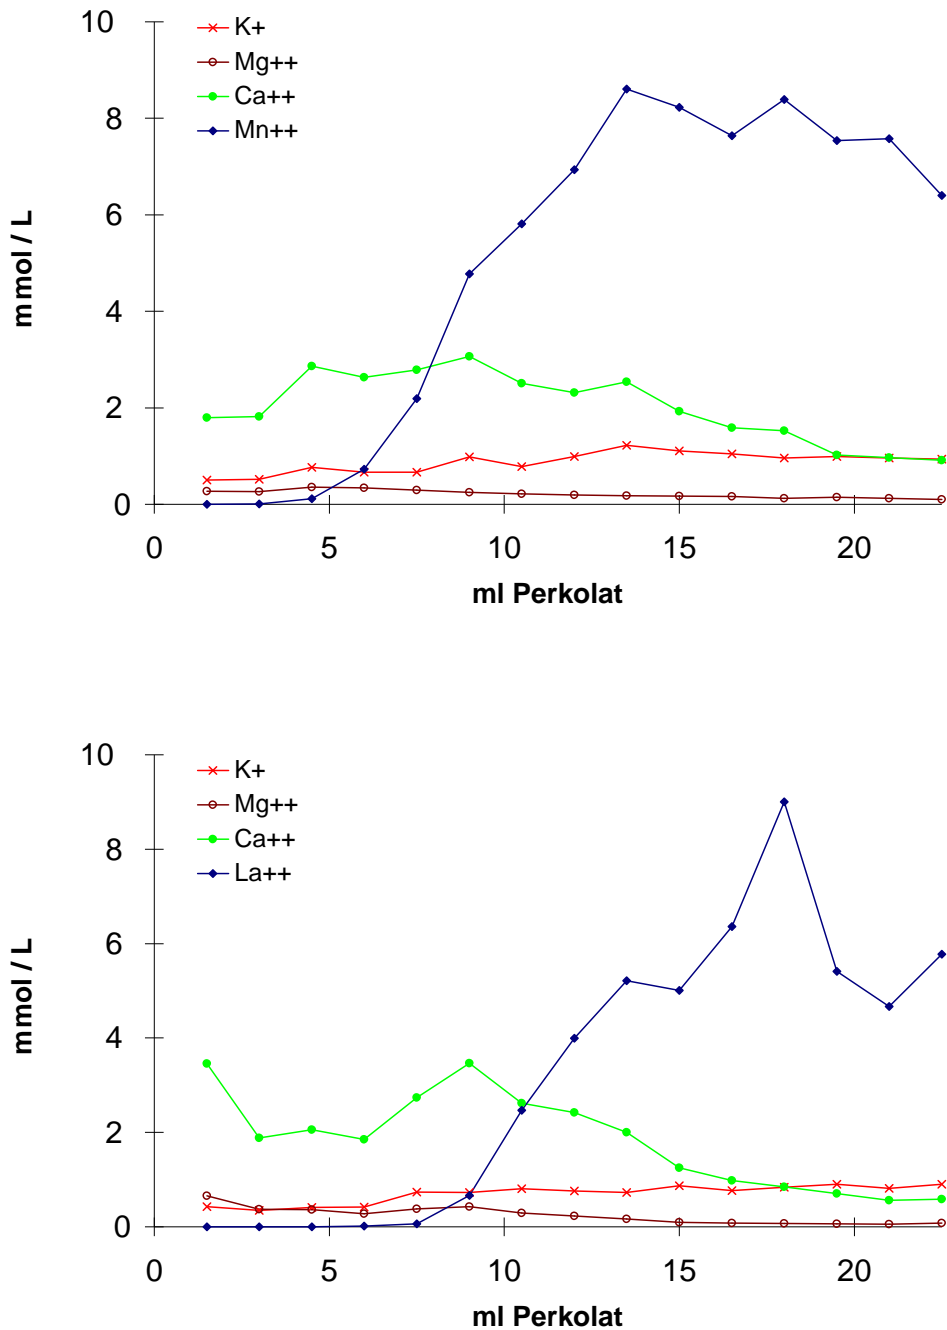 10
8
6
4
2
0
mmol / L
K+
Mg++
Ca++
Mn++
0 5 10 15 20
ml Perkolat
10
8
6
4
2
0
mmol / L
K+
Mg++
Ca++
La++
0 5 10 15 20
ml Perkolat